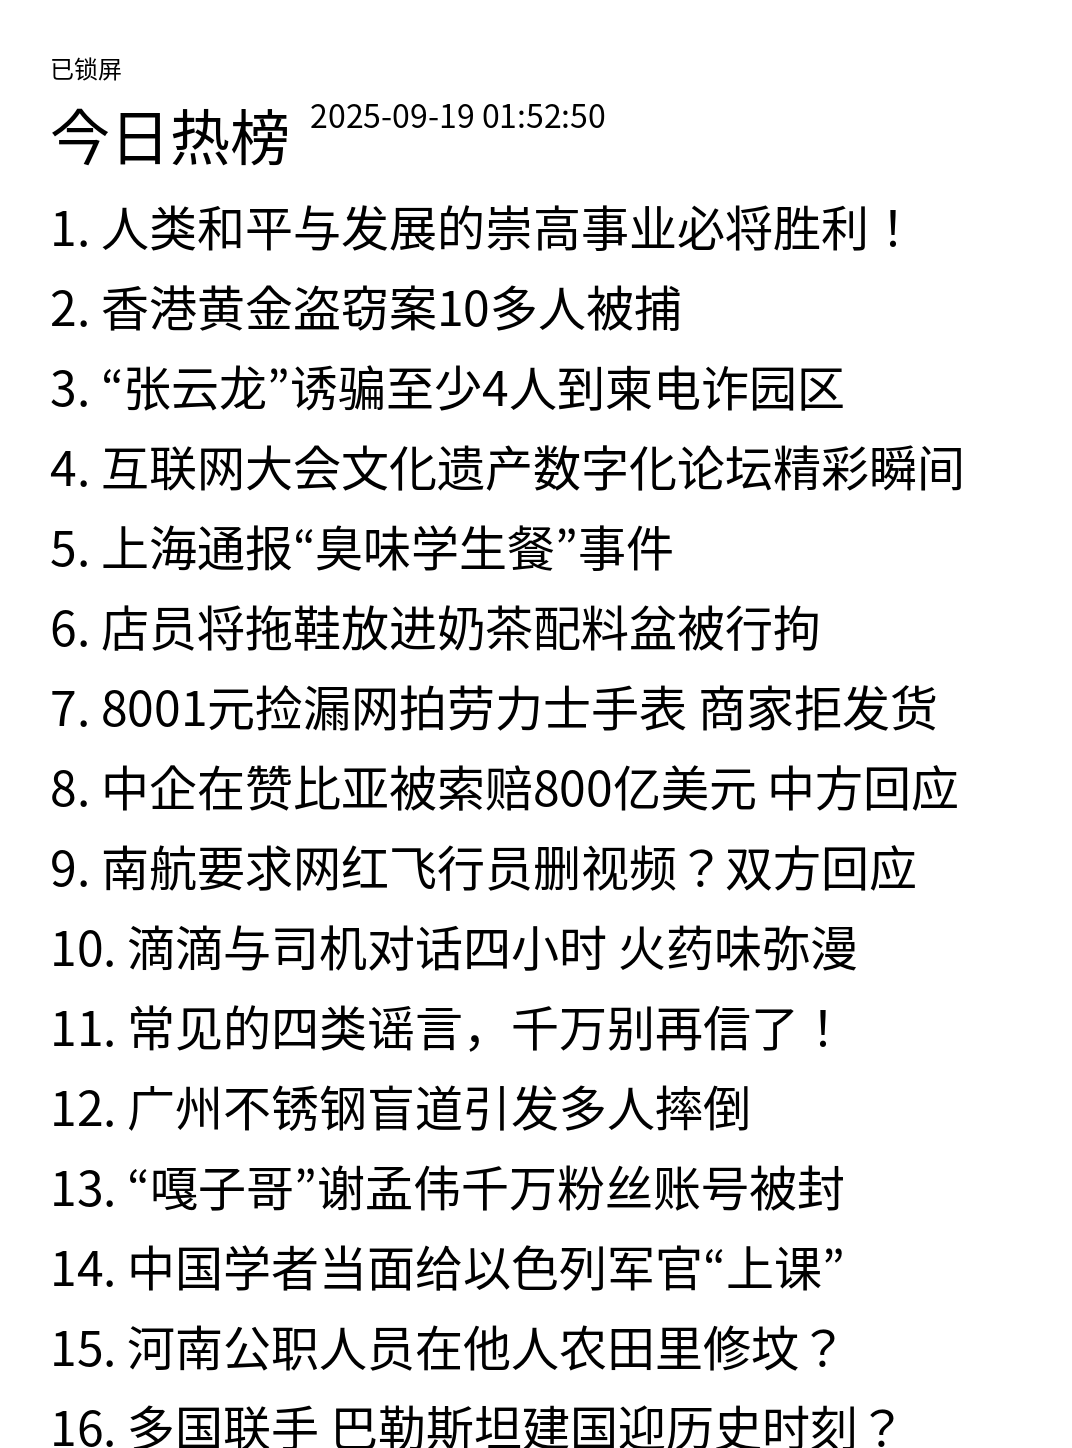 已锁屏
今日热榜 2025-09-19 01:52:50
1. 人类和平与发展的崇高事业必将胜利！
2. 香港黄金盗窃案10多人被捕
3. “张云龙”诱骗至少4人到柬电诈园区
4. 互联网大会文化遗产数字化论坛精彩瞬间
5. 上海通报“臭味学生餐”事件
6. 店员将拖鞋放进奶茶配料盆被行拘
7. 8001元捡漏网拍劳力士手表 商家拒发货
8. 中企在赞比亚被索赔800亿美元 中方回应
9. 南航要求网红飞行员删视频？双方回应
10. 滴滴与司机对话四小时 火药味弥漫
11. 常见的四类谣言，千万别再信了！
12. 广州不锈钢盲道引发多人摔倒
13. “嘎子哥”谢孟伟千万粉丝账号被封
14. 中国学者当面给以色列军官“上课”
15. 河南公职人员在他人农田里修坟？
16. 多国联手 巴勒斯坦建国迎历史时刻？